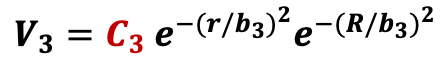 V₃ = C₃ e^{-(r/b₃)²} e^{-(R/b₃)²}